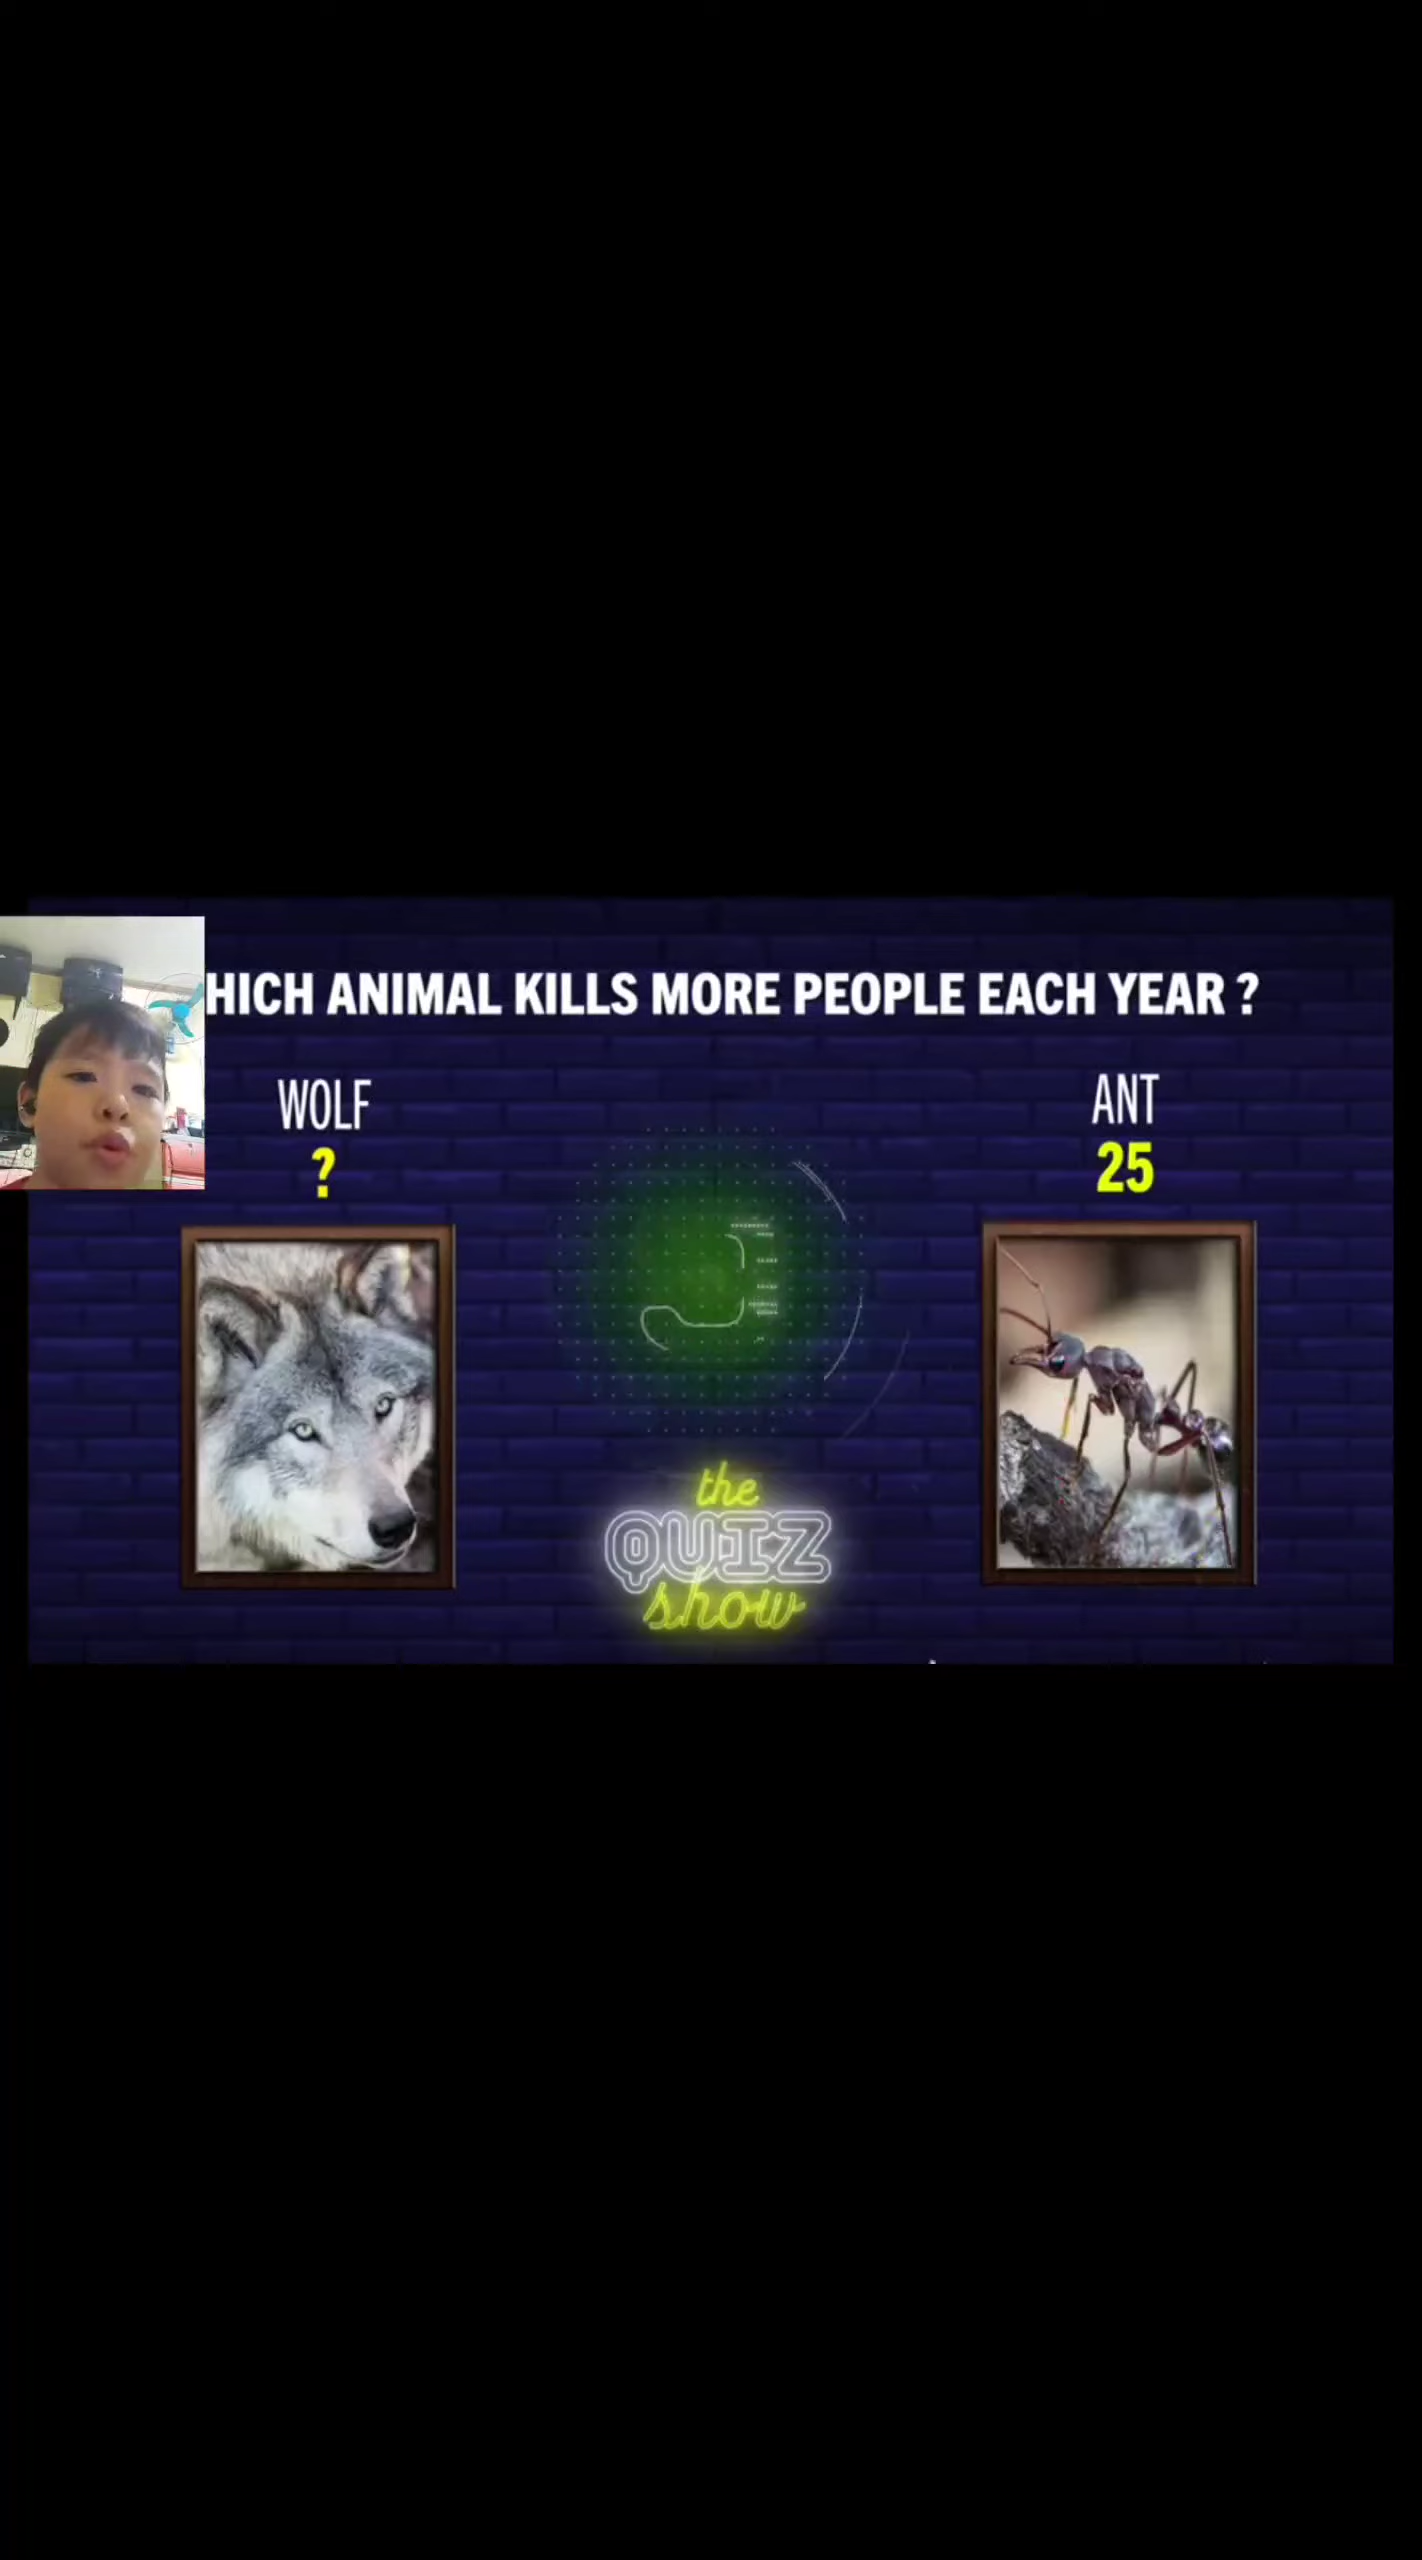 HICH ANIMAL KILLS MORE PEOPLE EACH YEAR ?
WOLF
?
ANT
25
the
QUIZ
show